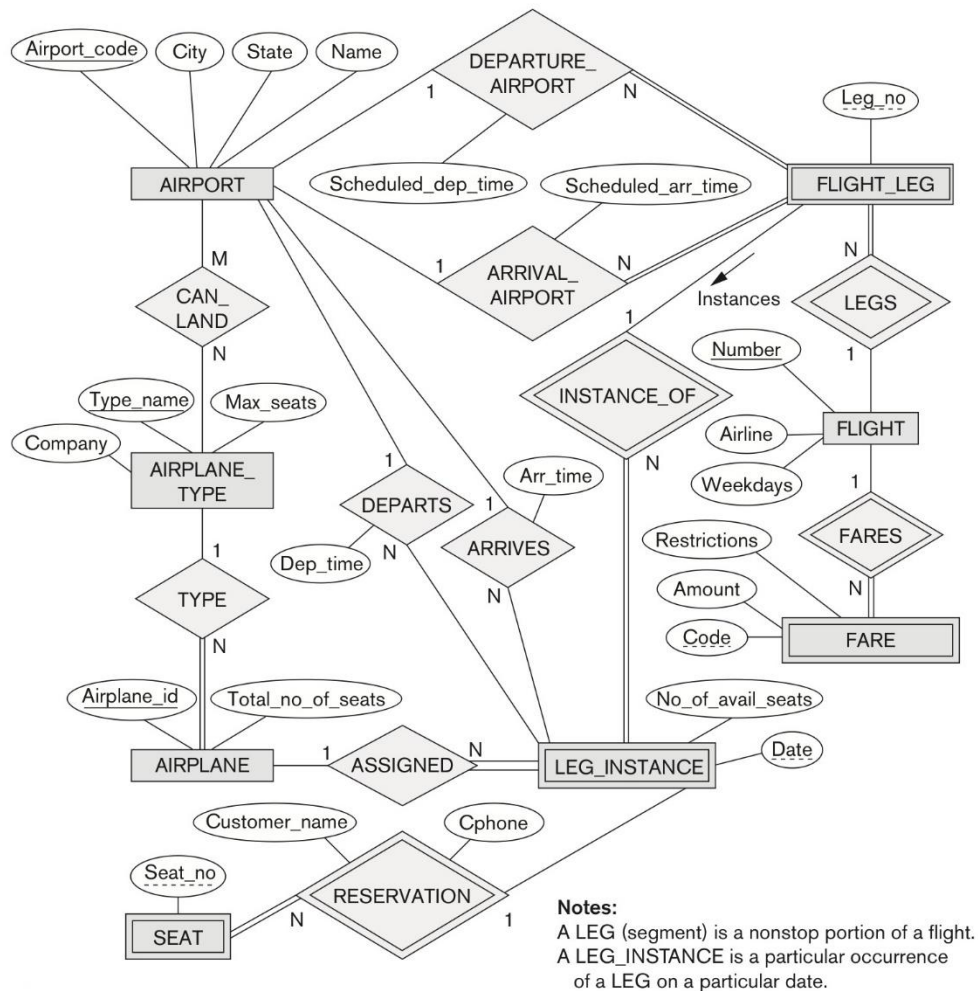 Airport_code
City
State
Name
DEPARTURE_
AIRPORT
1
N
Leg_no
AIRPORT
Scheduled_dep_time
Scheduled_arr_time
FLIGHT_LEG
M
1
ARRIVAL_
AIRPORT
N
Instances
N
CAN_
LAND
1
LEGS
N
Number
1
Type_name
Max_seats
INSTANCE_OF
Company
Airline
FLIGHT
AIRPLANE_
TYPE
1
Arr_time
N
Weekdays
DEPARTS
1
1
1
N
ARRIVES
Restrictions
FARES
Dep_time
TYPE
N
Amount
N
N
Code
FARE
Airplane_id
Total_no_of_seats
No_of_avail_seats
AIRPLANE
1
ASSIGNED
N
LEG_INSTANCE
Date
Customer_name
Cphone
Seat_no
RESERVATION
SEAT
N
1
Notes:
A LEG (segment) is a nonstop portion of a flight.
A LEG_INSTANCE is a particular occurrence
of a LEG on a particular date.